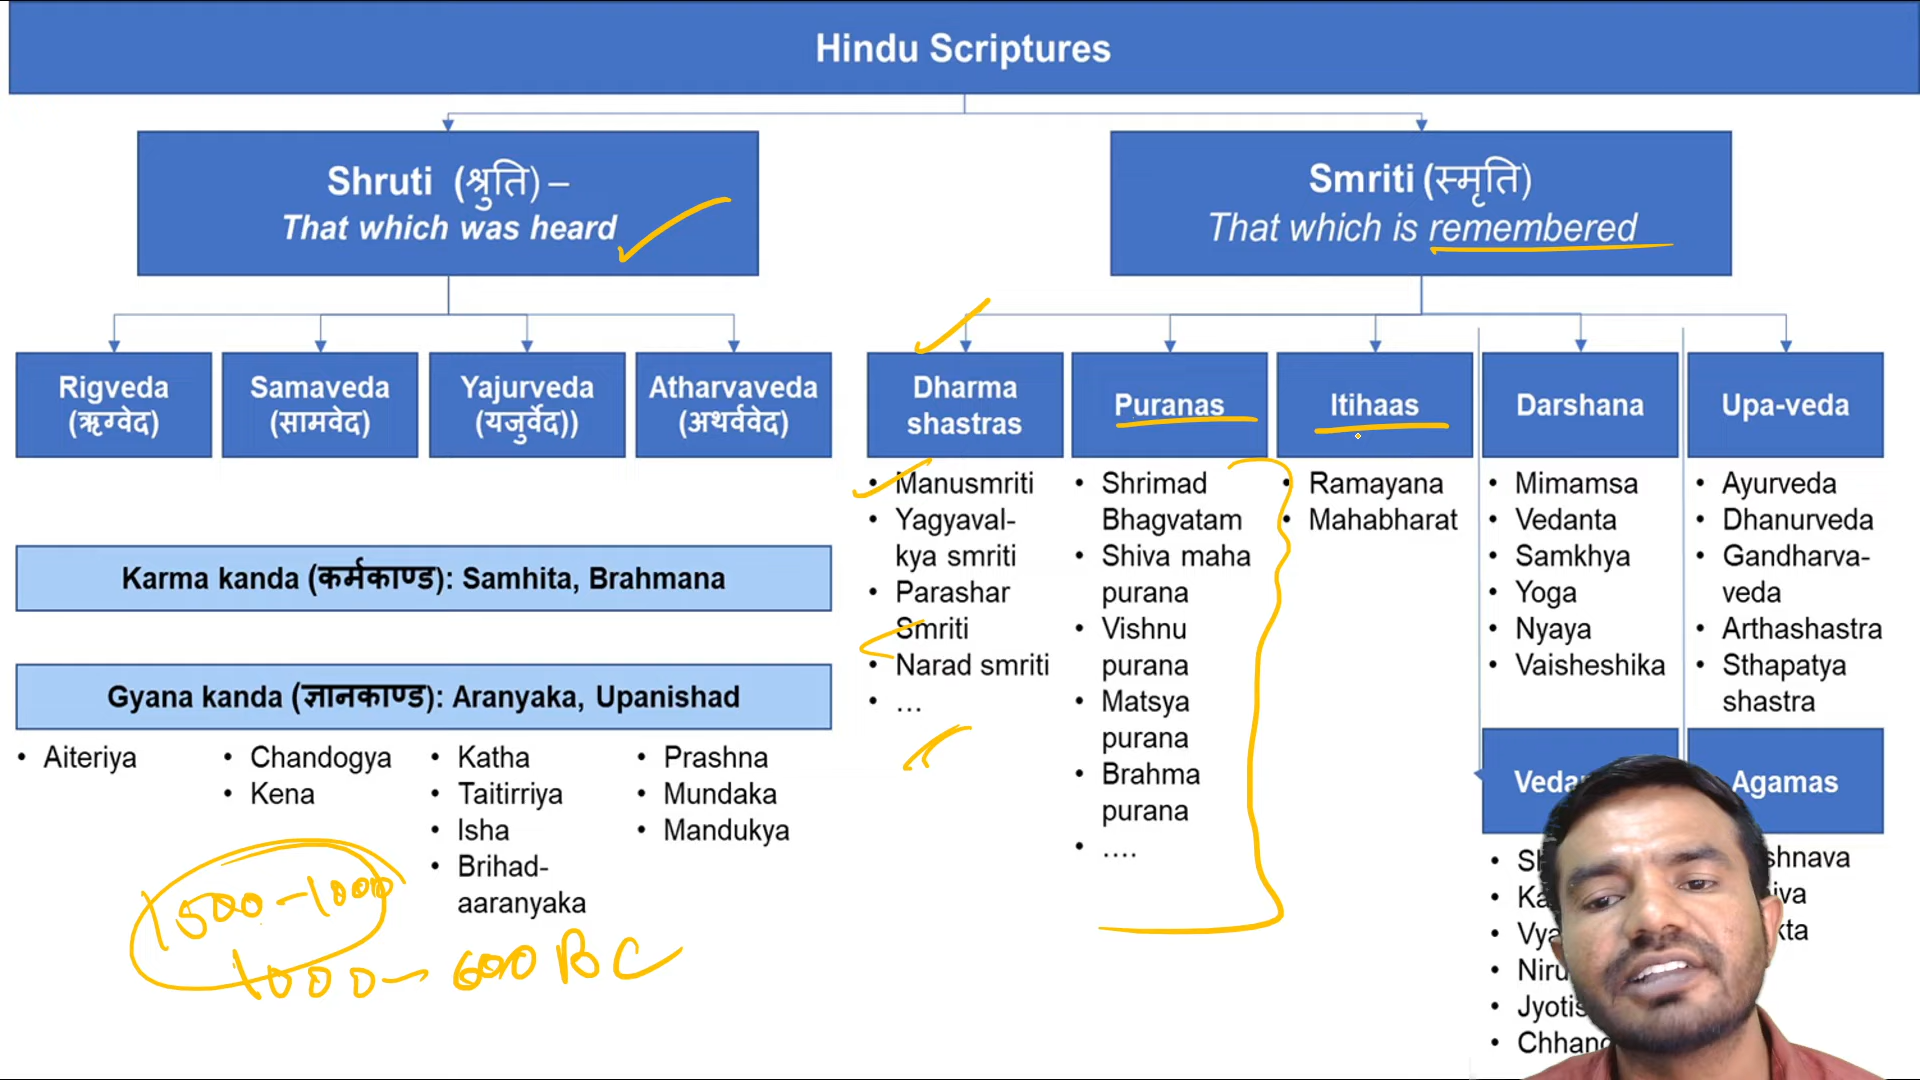 Hindu Scriptures
Shruti (श्रुति) –
That which was heard
Smriti (स्मृति)
That which is remembered
Rigveda
(ऋग्वेद)
Samaveda
(सामवेद)
Yajurveda
(यजुर्वेद))
Atharvaveda
(अथर्ववेद)
Dharma
shastras
Puranas
Itihaas
Darshana
Upa-veda
Karma kanda (कर्मकाण्ड): Samhita, Brahmana
Gyana kanda (ज्ञानकाण्ड): Aranyaka, Upanishad
• Aiteriya
• Chandogya
• Kena
• Katha
• Taitirriya
• Isha
• Brihad-
aaranyaka
• Prashna
• Mundaka
• Mandukya
1500-1000
1000-600 BC
• Manusmriti
• Yagyaval-
kya smriti
• Parashar
Smriti
• Narad smriti
• ...
• Shrimad
Bhagvatam
• Shiva maha
purana
• Vishnu
purana
• Matsya
purana
• Brahma
purana
• ....
• Ramayana
• Mahabharat
• Mimamsa
• Vedanta
• Samkhya
• Yoga
• Nyaya
• Vaisheshika
• Ayurveda
• Dhanurveda
• Gandharva-
veda
• Arthashastra
• Sthapatya
shastra
Agamas